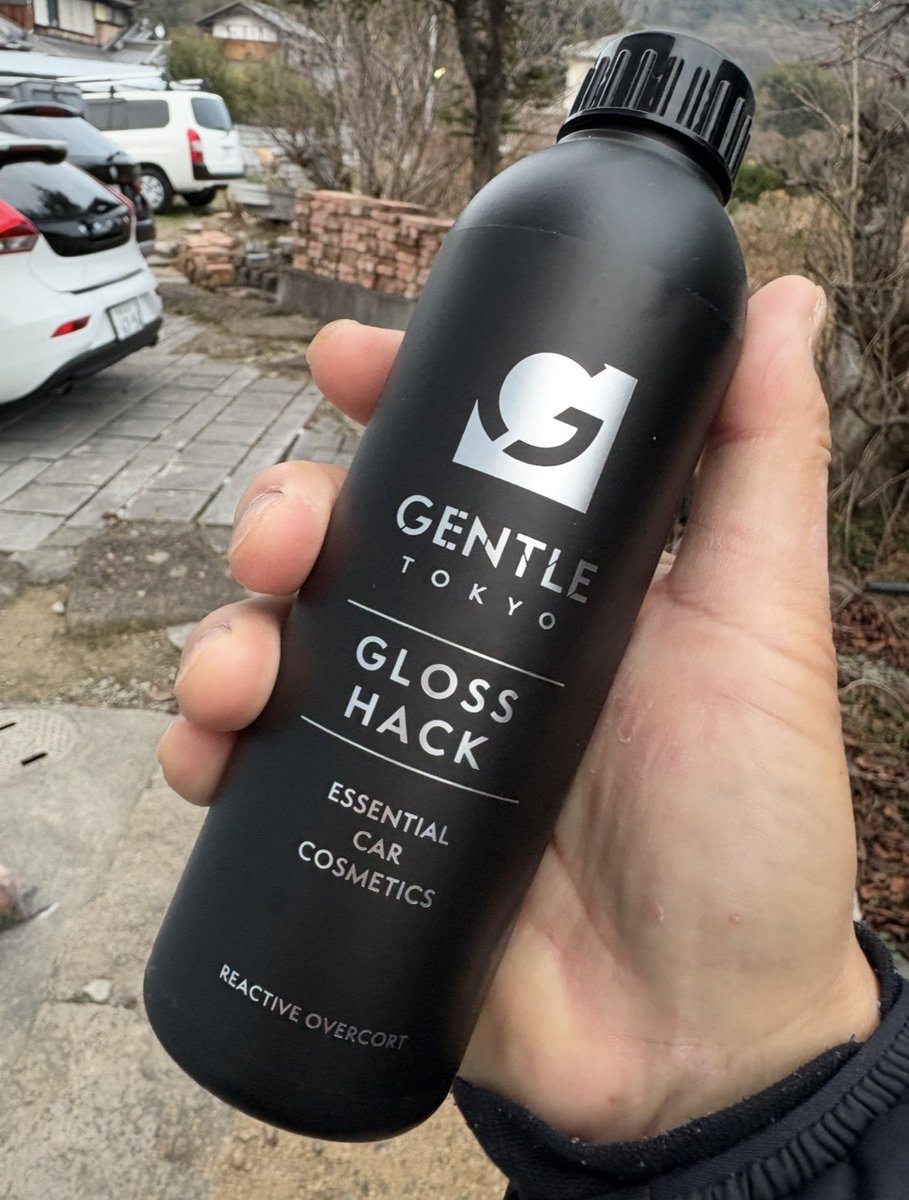 G
GENTLE
TOKYO
GLOSS
HACK
ESSENTIAL
CAR
COSMETICS
REACTIVE OVERCORT